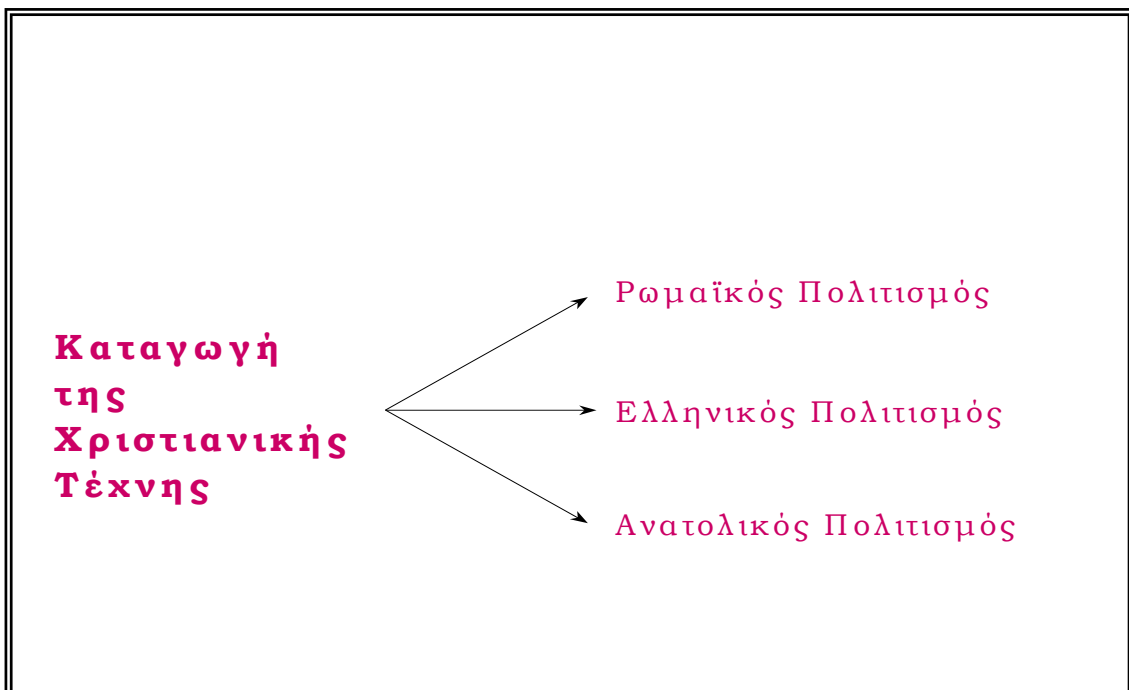 Καταγωγή
της
Χριστιανικής
Τέχνης
Ρωμαϊκός Πολιτισμός
Ελληνικός Πολιτισμός
Ανατολικός Πολιτισμός